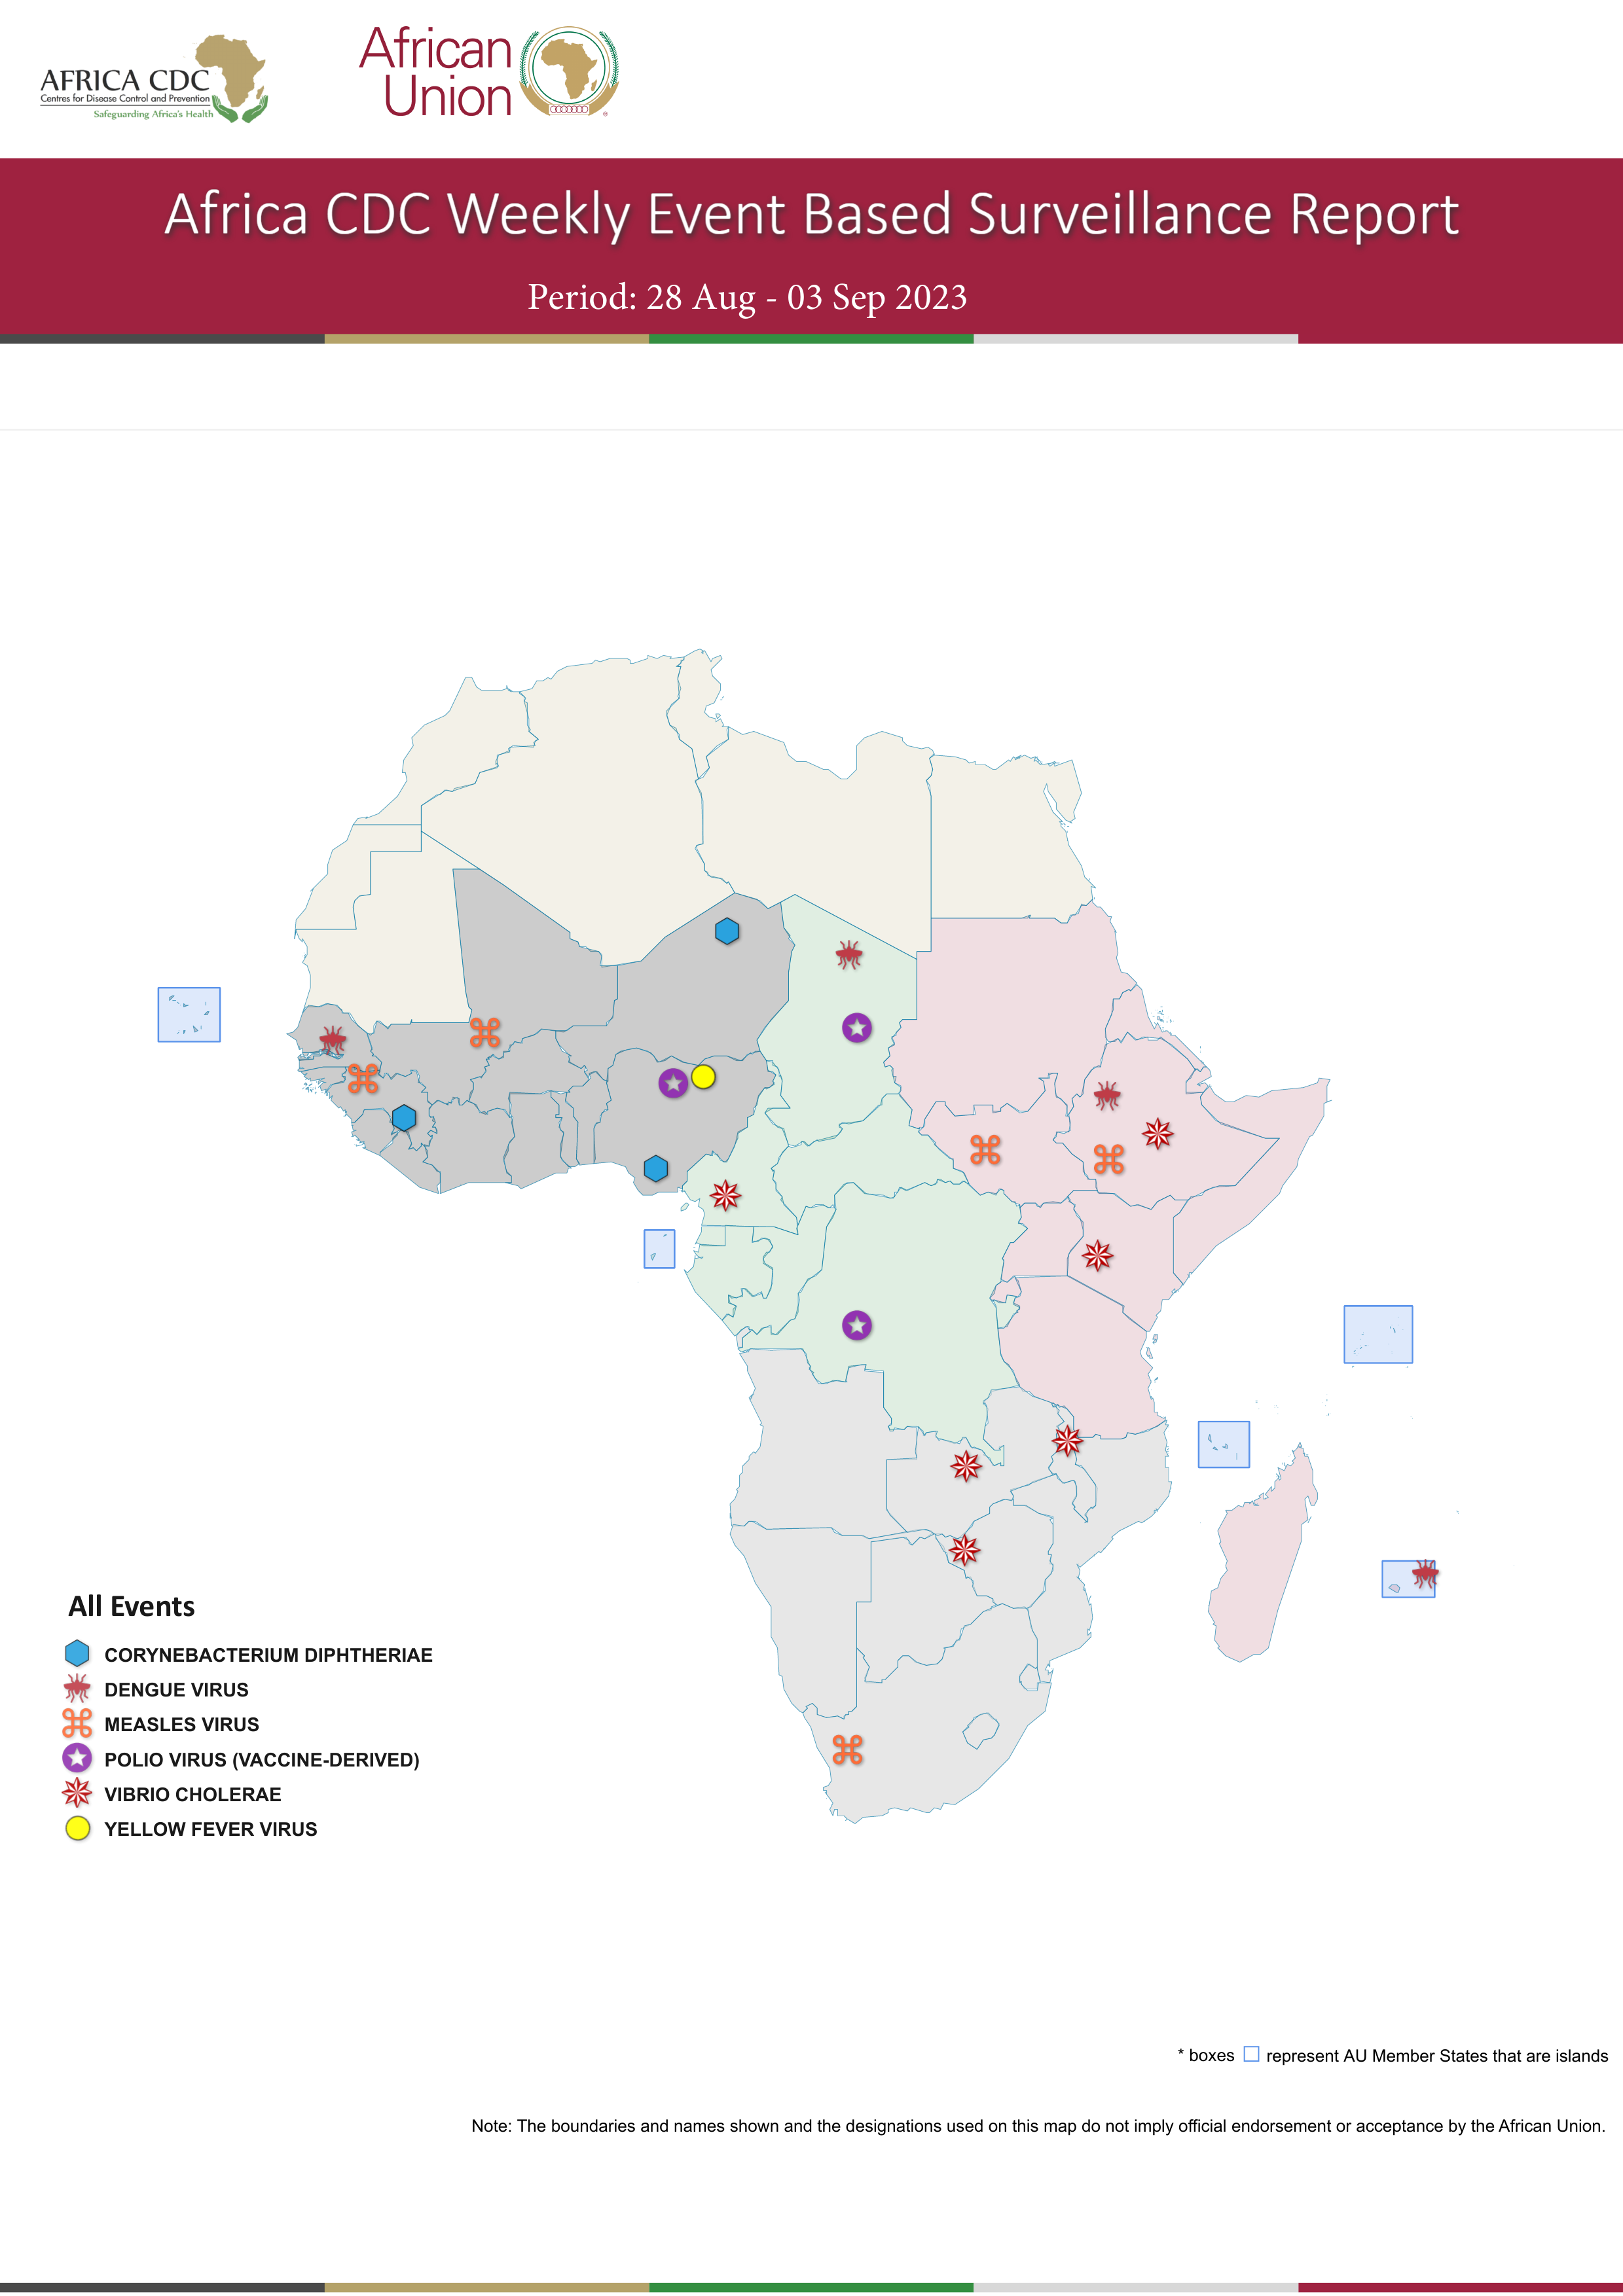 AFRICA CDC
Centres for Disease Control and Prevention
Safeguarding Africa's Health
African
Union
Africa CDC Weekly Event Based Surveillance Report
Period: 28 Aug - 03 Sep 2023
All Events
CORYNEBACTERIUM DIPHTHERIAE
DENGUE VIRUS
MEASLES VIRUS
POLIO VIRUS (VACCINE-DERIVED)
VIBRIO CHOLERAE
YELLOW FEVER VIRUS
* boxes represent AU Member States that are islands
Note: The boundaries and names shown and the designations used on this map do not imply official endorsement or acceptance by the African Union.